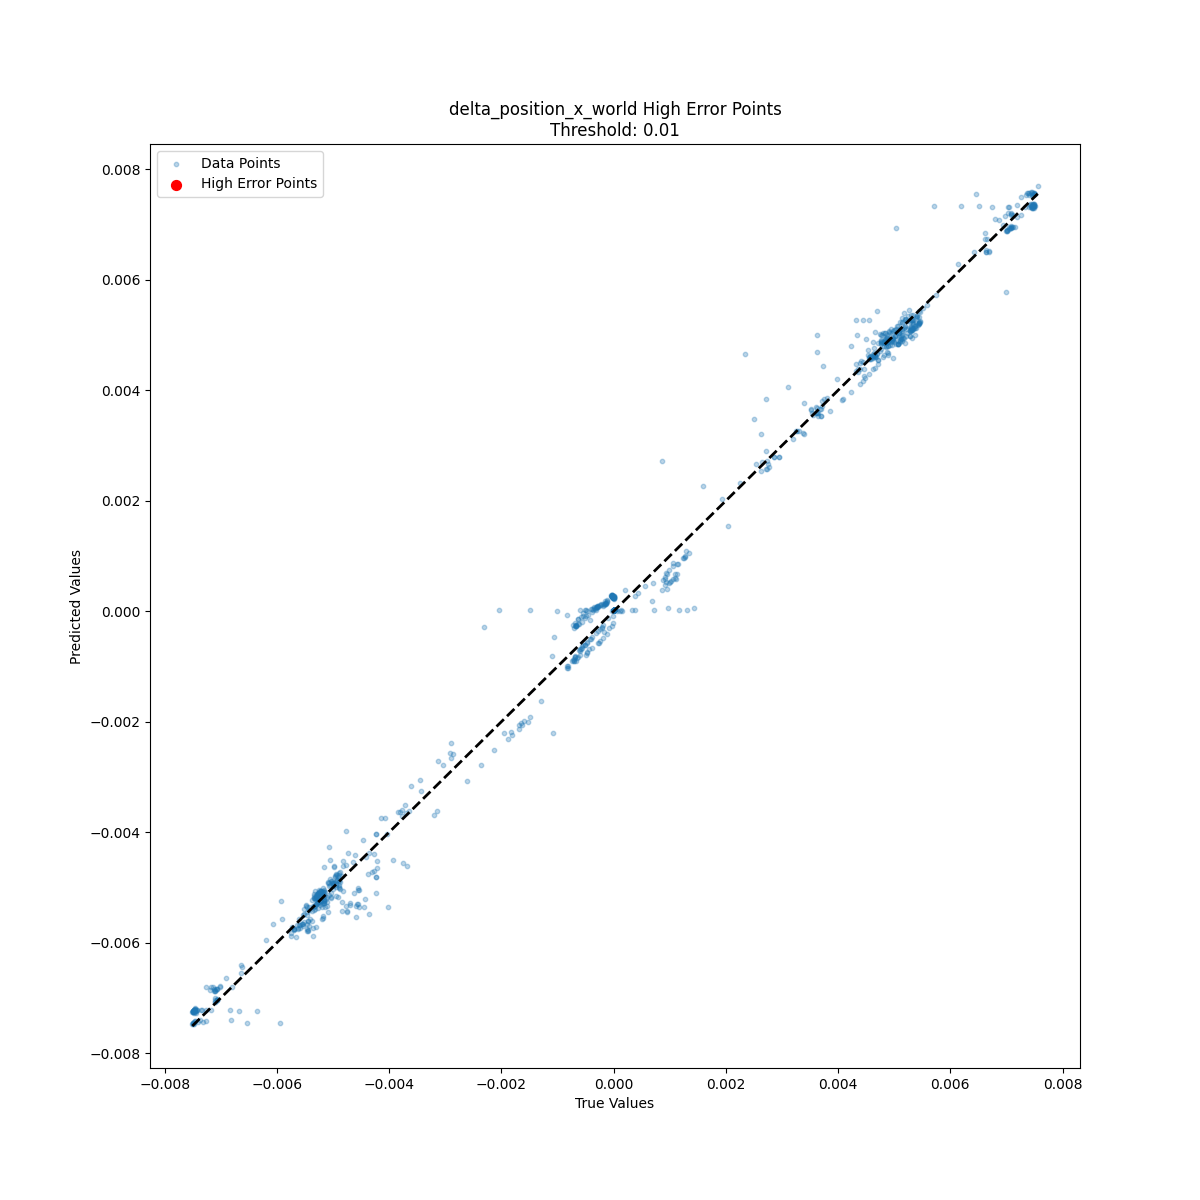 delta_position_x_world High Error Points
Threshold: 0.01
Data Points
High Error Points
0.008
0.006
0.004
0.002
0.000
−0.002
−0.004
−0.006
−0.008
Predicted Values
−0.008 −0.006 −0.004 −0.002 0.000 0.002 0.004 0.006 0.008
True Values